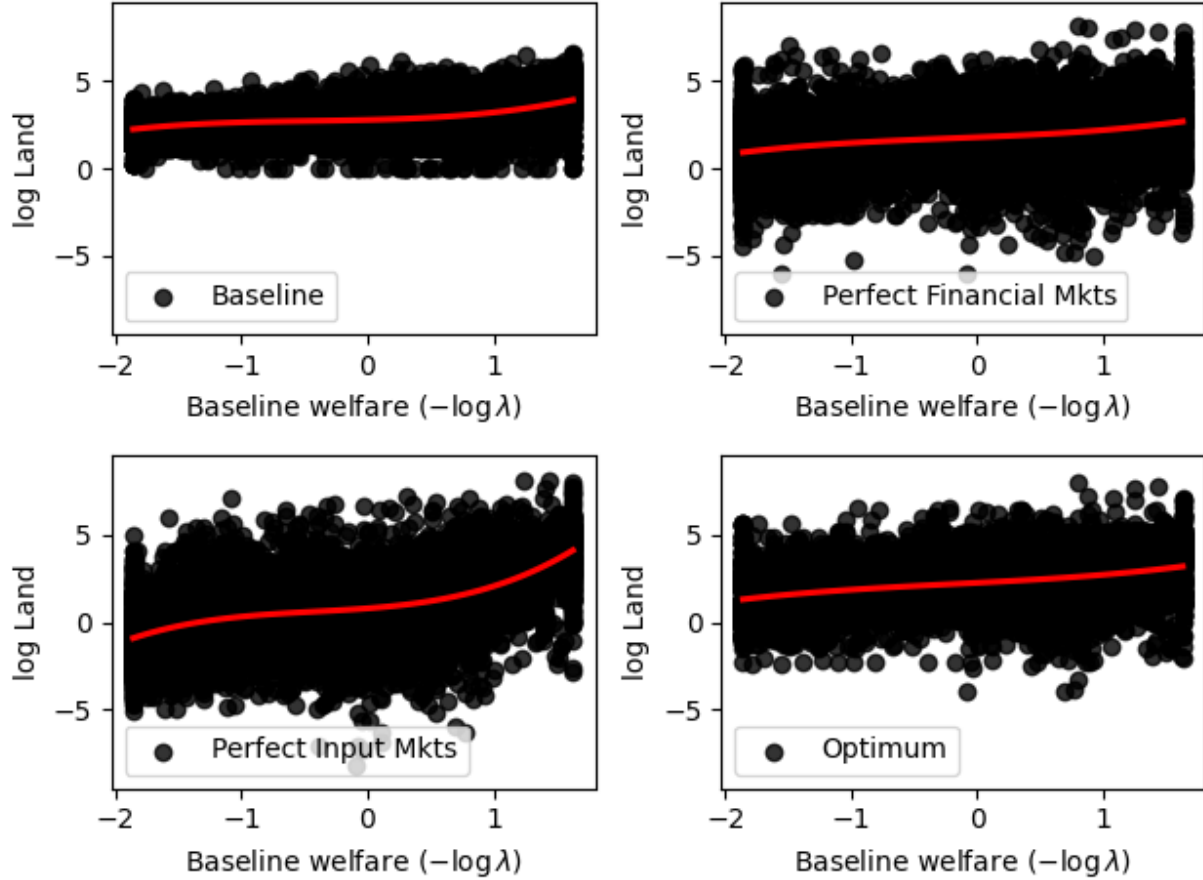 log Land
5
0
−5
Baseline
−2 −1 0 1
Baseline welfare (−log λ)
log Land
5
0
−5
Perfect Financial Mkts
−2 −1 0 1
Baseline welfare (−log λ)
log Land
5
0
−5
Perfect Input Mkts
−2 −1 0 1
Baseline welfare (−log λ)
log Land
5
0
−5
Optimum
−2 −1 0 1
Baseline welfare (−log λ)